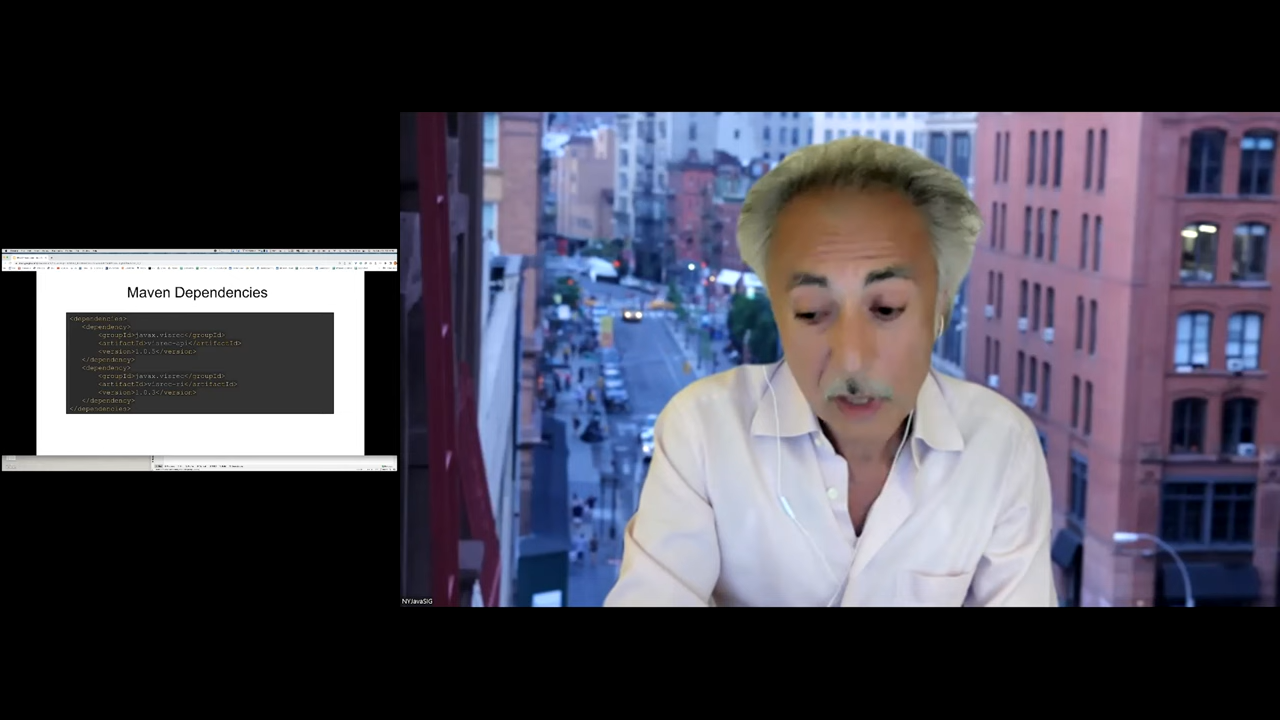 Maven Dependencies
<dependencies>
<dependency>
<groupId>javax.visrec</groupId>
<artifactId>visrec-api</artifactId>
<version>1.0.5</version>
</dependency>
<dependency>
<groupId>javax.visrec</groupId>
<artifactId>visrec-ri</artifactId>
<version>1.0.3</version>
</dependency>
</dependencies>
NYJavaSIG